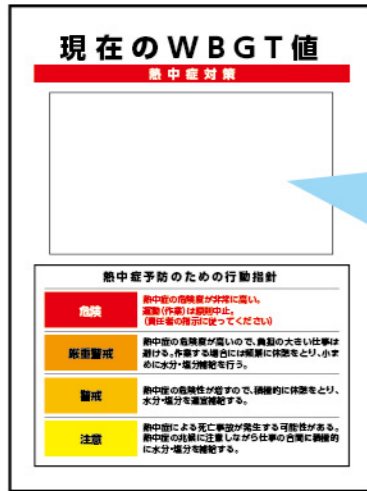 現在のWBGT値
熱中症対策
熱中症予防のための行動指針
危険
熱中症の危険度が非常に高い。
運動(作業)は原則中止。
(責任者の指示に従ってください)
厳重警戒
熱中症の危険度が高いので、負担の大きい仕事は
避ける。作業する場合には頻繁に休憩をとり、小ま
めに水分・塩分補給を行う。
警戒
熱中症の危険性が増すので、積極的に休憩をとり、
水分・塩分を適宜補給する。
注意
熱中症による死亡事故が発生する可能性がある。
熱中症の兆候に注意しながら仕事の合間に積極的
に水分・塩分を補給する。